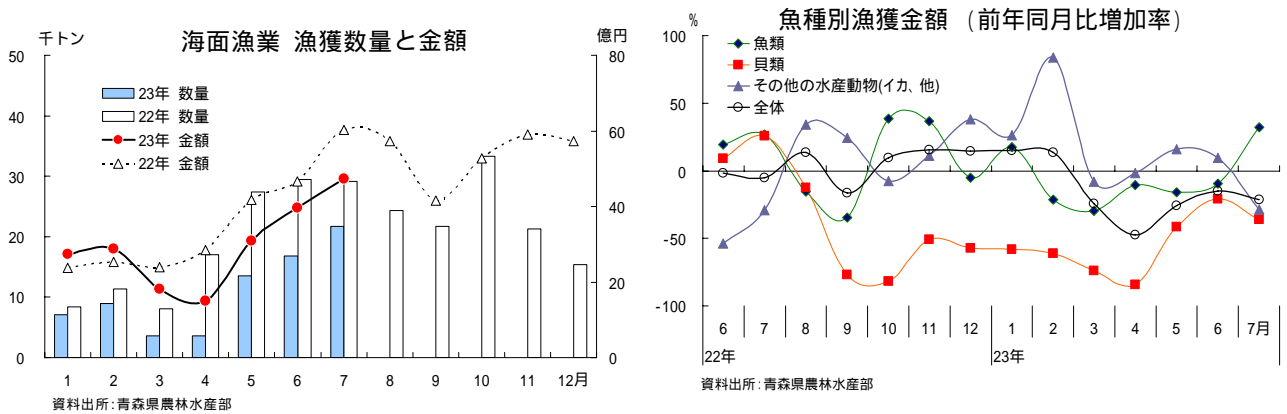 海面漁業 漁獲数量と金額
千トン
億円
50
40
30
20
10
0
80
60
40
20
0
23年 数量
22年 数量
23年 金額
22年 金額
1 2 3 4 5 6 7 8 9 10 11 12月
資料出所:青森県農林水産部
魚種別漁獲金額 (前年同月比増加率)
%
100
50
0
-50
-100
魚類
貝類
その他の水産動物(イカ、他)
全体
6 7 8 9 10 11 12 1 2 3 4 5 6 7月
22年 23年
資料出所:青森県農林水産部